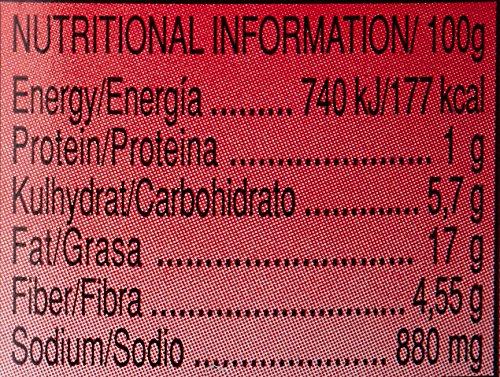 NUTRITIONAL INFORMATION/ 100g
Energy/Energía ......... 740 kJ/177 kcal
Protein/Proteina ..................... 1 g
Kulhydrat/Carbohidrato ............ 5,7 g
Fat/Grasa ........................... 17 g
Fiber/Fibra ........................... 4,55 g
Sodium/Sodio .................... 880 mg